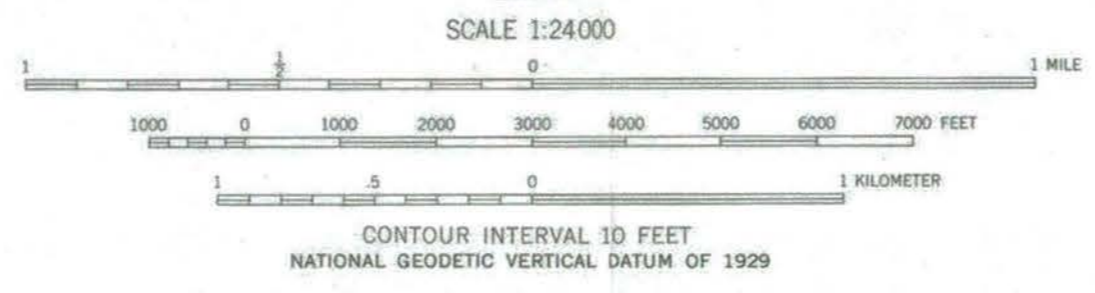 SCALE 1:24000
1 ½ 0 1 MILE
1000 0 1000 2000 3000 4000 5000 6000 7000 FEET
1 .5 0 1 KILOMETER
CONTOUR INTERVAL 10 FEET
NATIONAL GEODETIC VERTICAL DATUM OF 1929